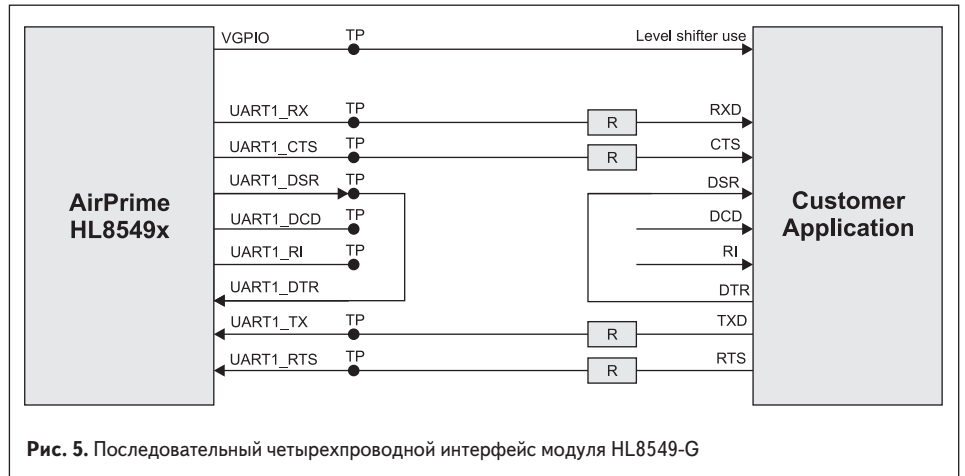 VGPIO TP Level shifter use
UART1_RX TP R RXD
UART1_CTS TP R CTS
UART1_DSR TP DSR
AirPrime
HL8549x
Customer
Application
UART1_DCD TP DCD
UART1_RI TP RI
UART1_DTR DTR
UART1_TX TP R TXD
UART1_RTS TP R RTS
Рис. 5. Последовательный четырехпроводной интерфейс модуля HL8549-G